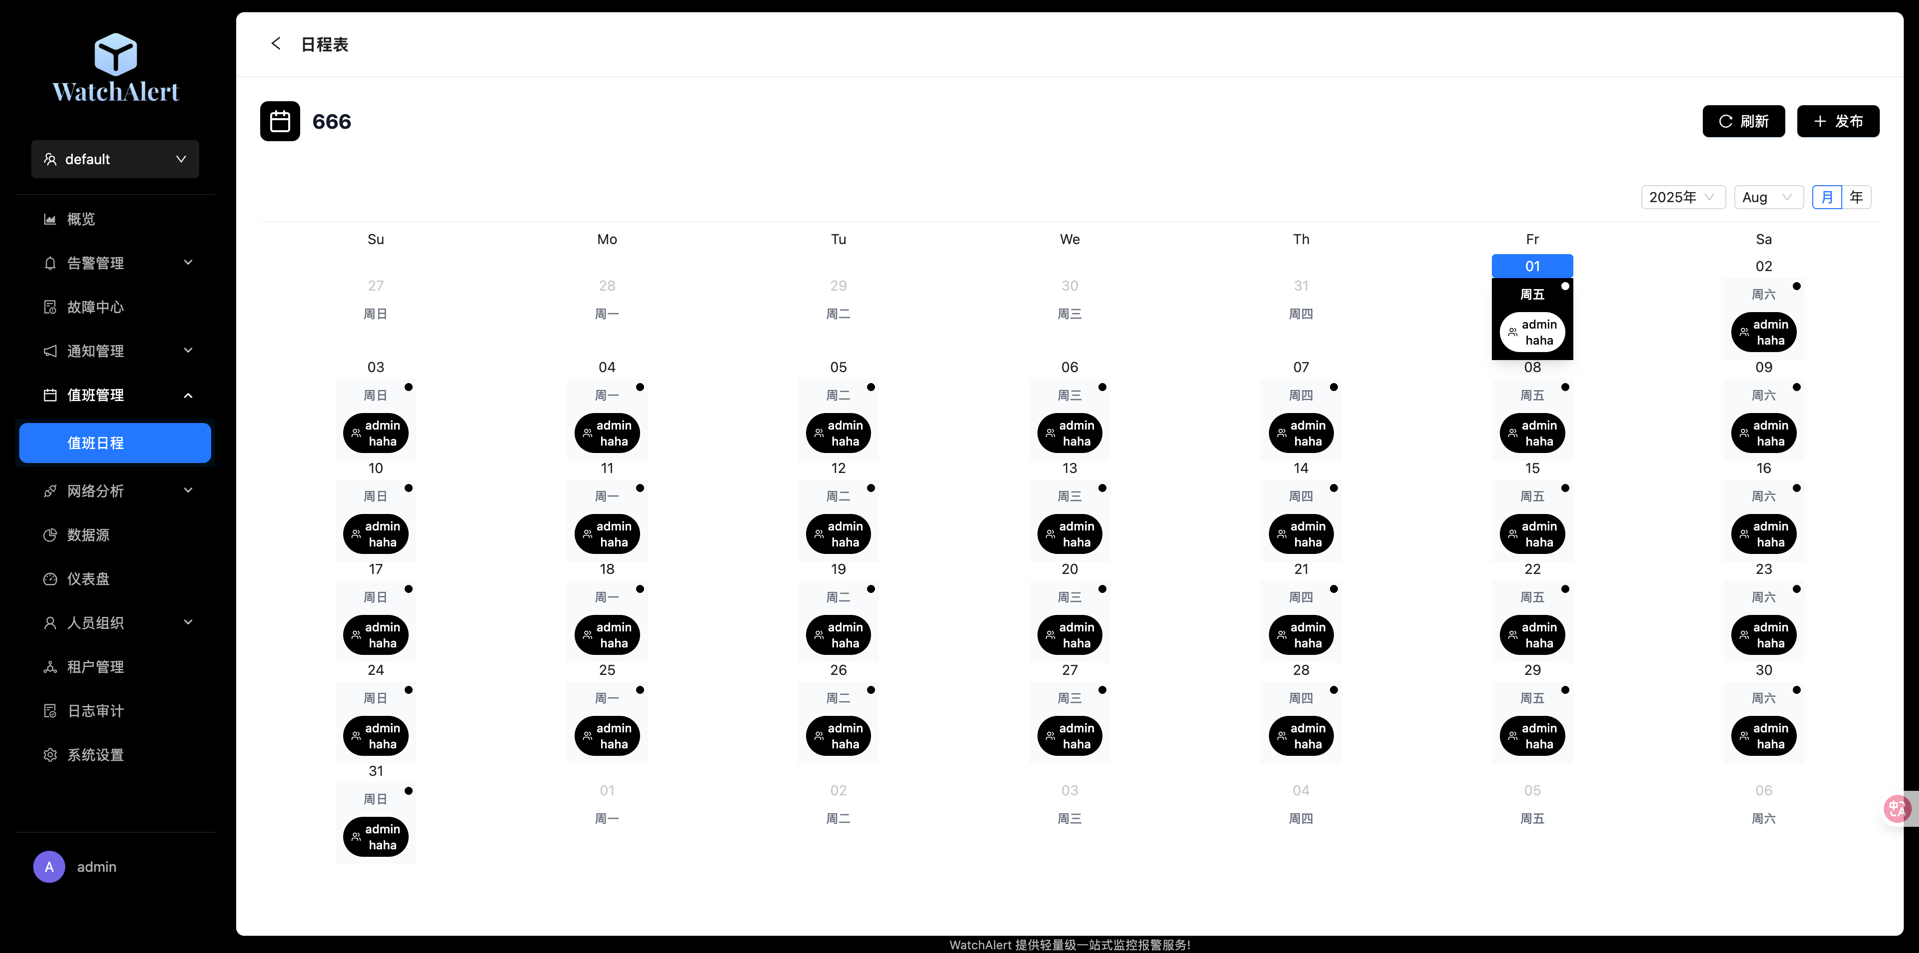 WatchAlert
default
概览
告警管理
故障中心
通知管理
值班管理
值班日程
网络分析
数据源
仪表盘
人员组织
租户管理
日志审计
系统设置
A admin
日程表
666
刷新 发布
2025年 Aug 月 年
Su Mo Tu We Th Fr Sa
27 28 29 30 31 01 02
周日 周一 周二 周三 周四 周五 周六
admin admin
haha haha
03 04 05 06 07 08 09
周日 周一 周二 周三 周四 周五 周六
admin admin admin admin admin admin admin
haha haha haha haha haha haha haha
10 11 12 13 14 15 16
周日 周一 周二 周三 周四 周五 周六
admin admin admin admin admin admin admin
haha haha haha haha haha haha haha
17 18 19 20 21 22 23
周日 周一 周二 周三 周四 周五 周六
admin admin admin admin admin admin admin
haha haha haha haha haha haha haha
24 25 26 27 28 29 30
周日 周一 周二 周三 周四 周五 周六
admin admin admin admin admin admin admin
haha haha haha haha haha haha haha
31 01 02 03 04 05 06
周日 周一 周二 周三 周四 周五 周六
admin
haha
中 A
WatchAlert 提供轻量级一站式监控报警服务!